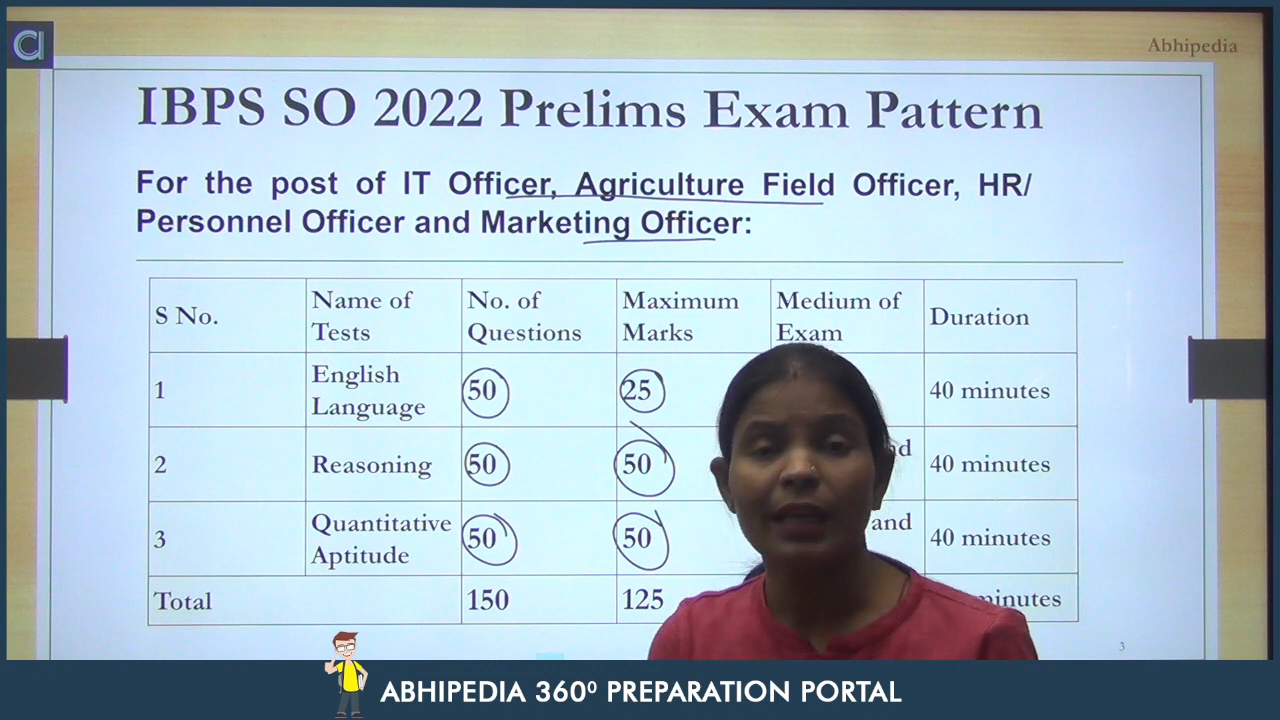 Abhipedia
IBPS SO 2022 Prelims Exam Pattern
For the post of IT Officer, Agriculture Field Officer, HR/
Personnel Officer and Marketing Officer:
S No.
Name of
Tests
No. of
Questions
Maximum
Marks
Medium of
Exam
Duration
1
English
Language
50
25
40 minutes
2
Reasoning
50
50
40 minutes
3
Quantitative
Aptitude
50
50
and
40 minutes
Total
150
125
minutes
3
ABHIPEDIA 360⁰ PREPARATION PORTAL